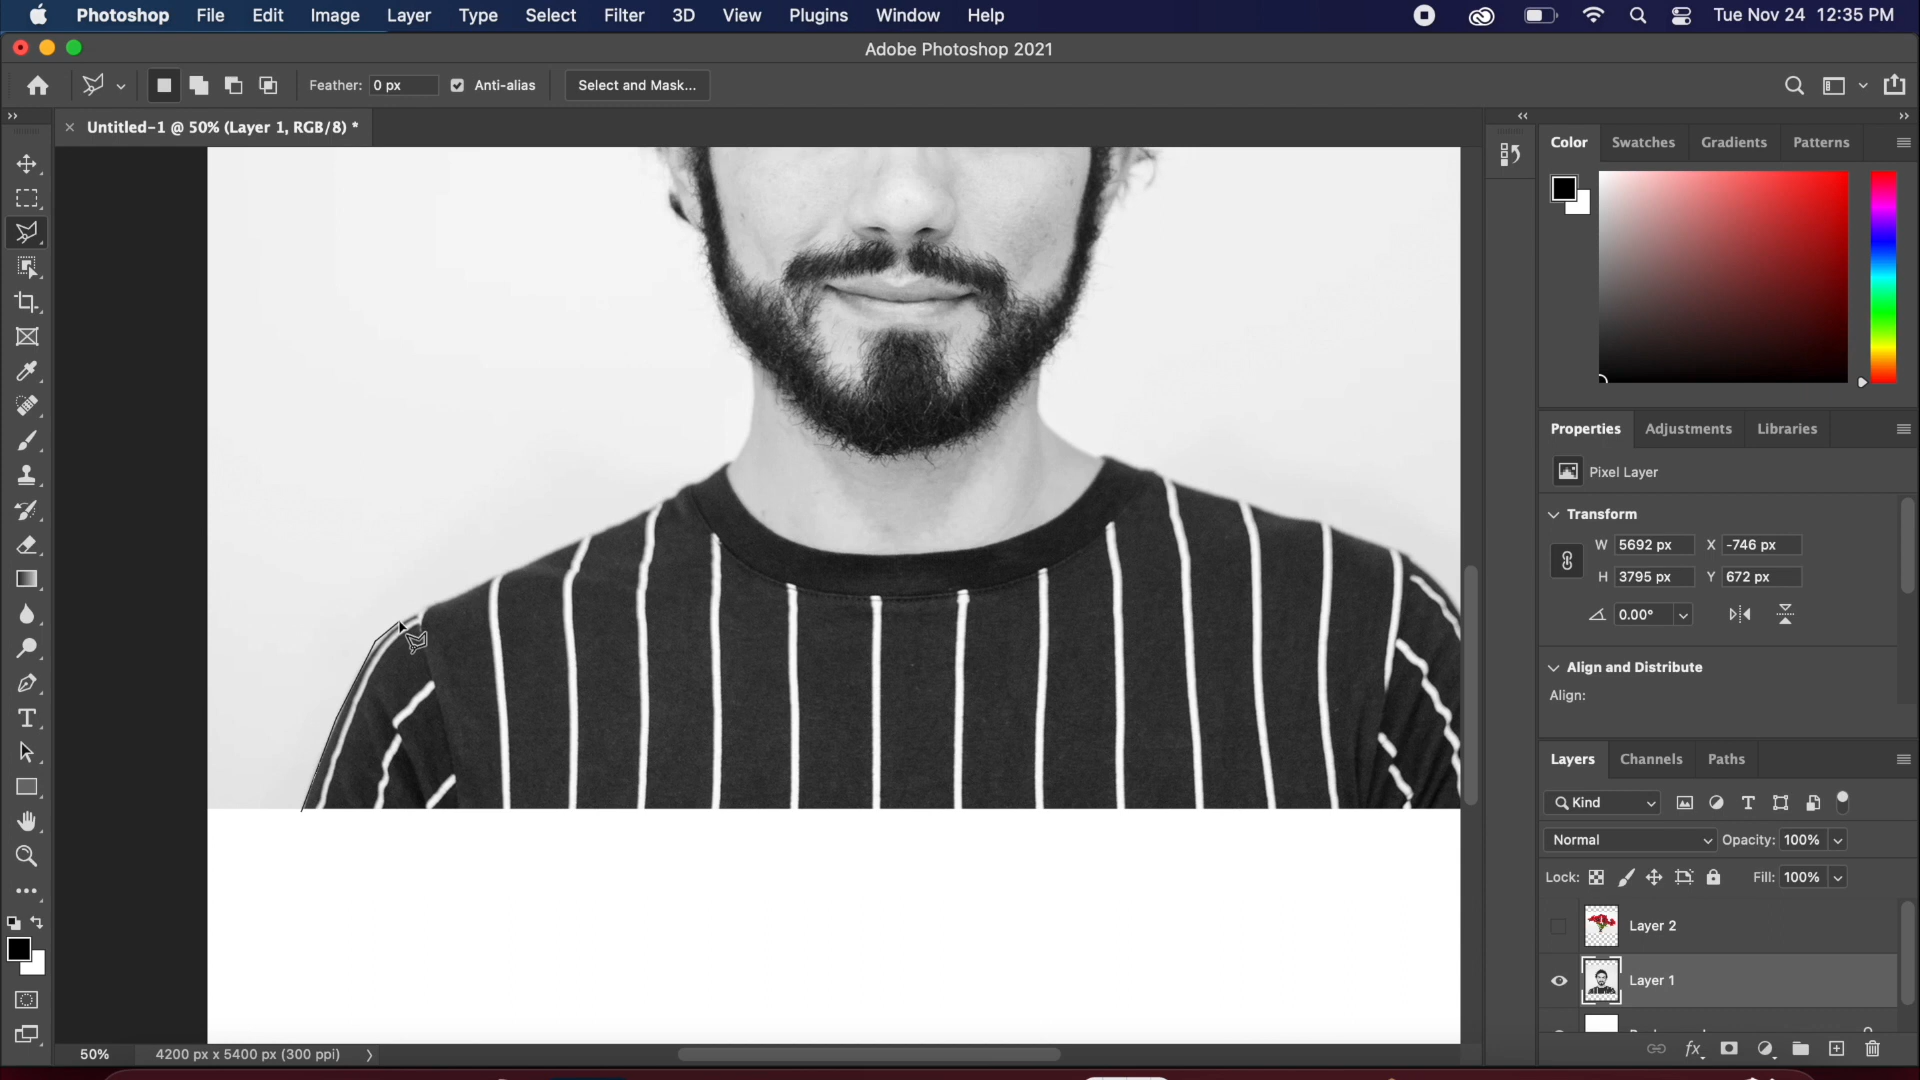 Photoshop File Edit Image Layer Type Select Filter 3D View Plugins Window Help Tue Nov 24 12:35 PM
Adobe Photoshop 2021
Feather: 0 px Anti-alias Select and Mask...
Untitled-1 @ 50% (Layer 1, RGB/8) *
Color Swatches Gradients Patterns
Properties Adjustments Libraries
Pixel Layer
Transform
W 5692 px X -746 px
H 3795 px Y 672 px
0.00°
Align and Distribute
Align:
Layers Channels Paths
Kind
Normal Opacity: 100%
Lock: Fill: 100%
Layer 2
Layer 1
50% 4200 px x 5400 px (300 ppi)